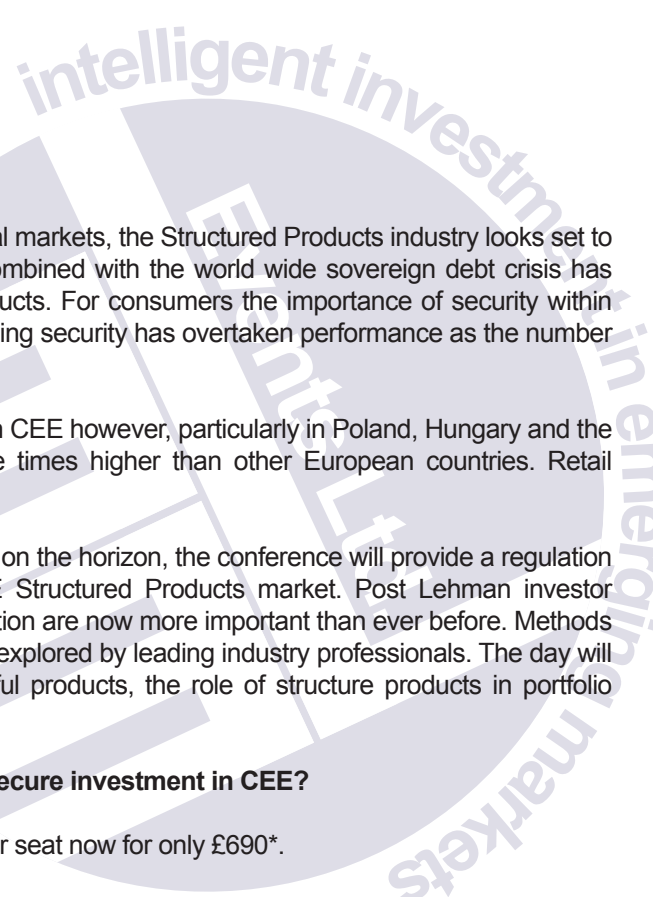 intelligent investment in emerging markets
Events Ltd.
al markets, the Structured Products industry looks set to
ombined with the world wide sovereign debt crisis has
ucts. For consumers the importance of security within
ing security has overtaken performance as the number
n CEE however, particularly in Poland, Hungary and the
e times higher than other European countries. Retail
on the horizon, the conference will provide a regulation
E Structured Products market. Post Lehman investor
tion are now more important than ever before. Methods
explored by leading industry professionals. The day will
ful products, the role of structure products in portfolio
ecure investment in CEE?
r seat now for only £690*.